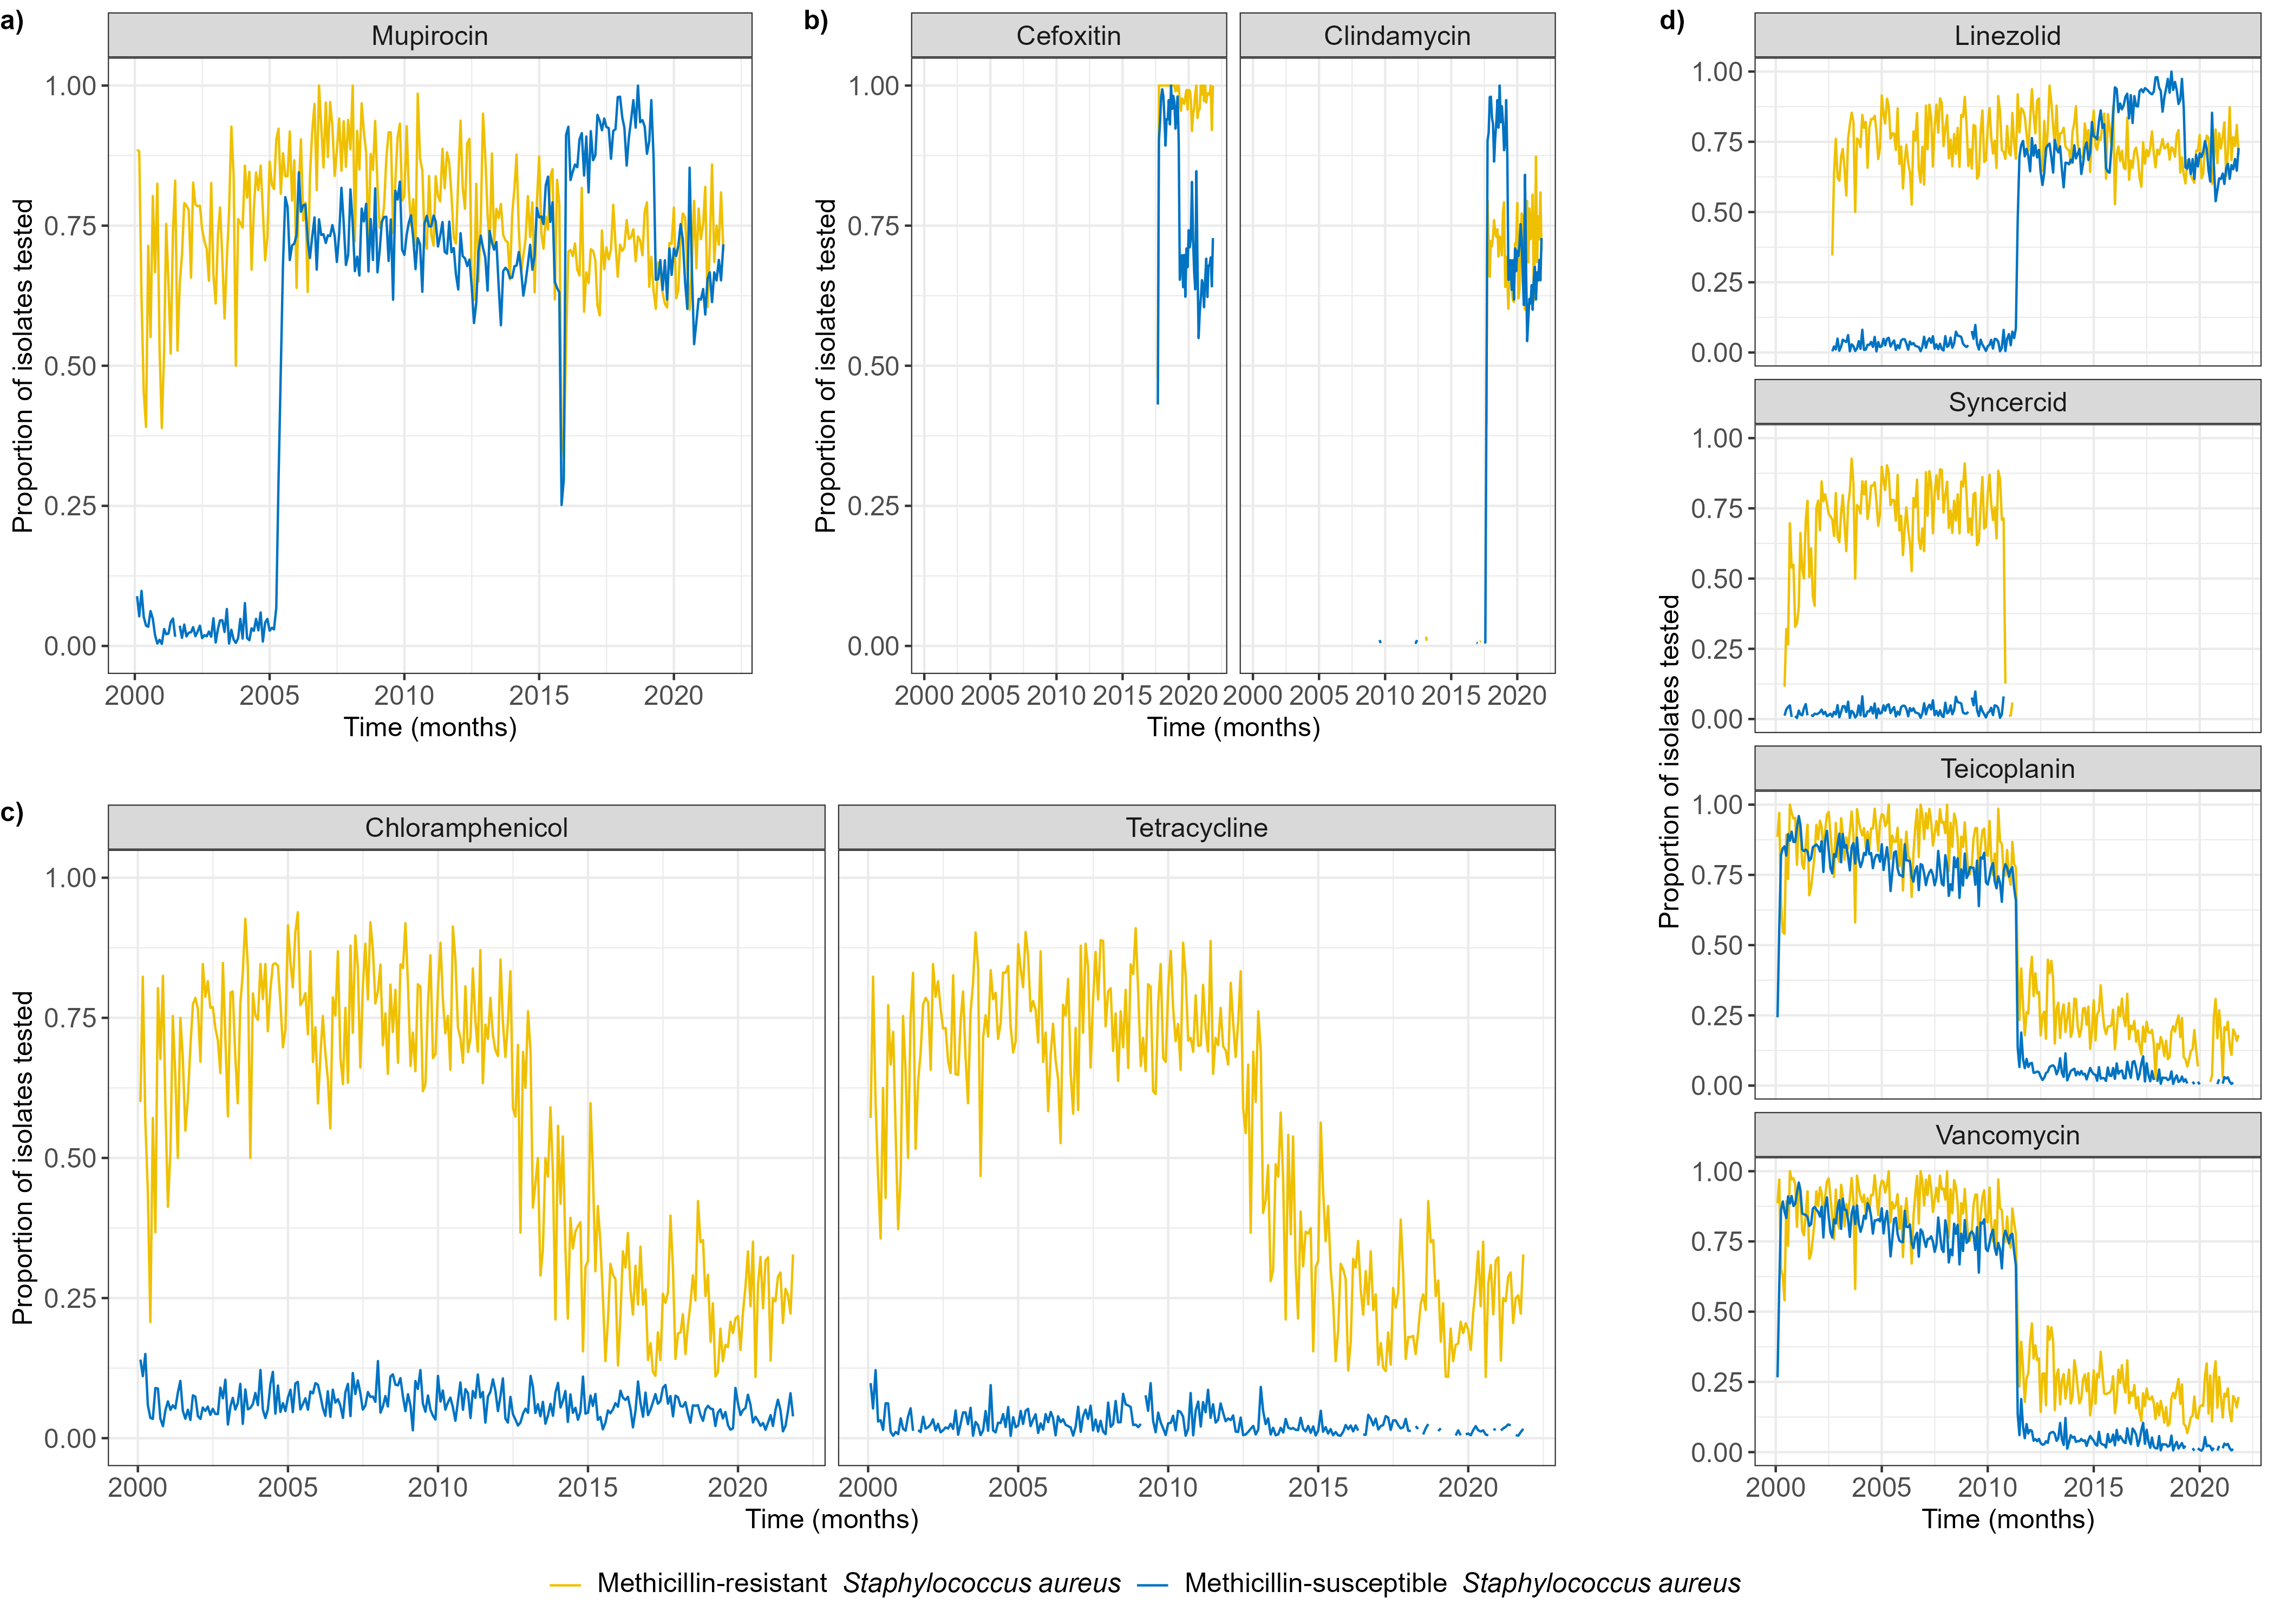 a)
Mupirocin
1.00
0.75
0.50
0.25
0.00
Proportion of isolates tested
2000 2005 2010 2015 2020
Time (months)
b)
Cefoxitin Clindamycin
1.00
0.75
0.50
0.25
0.00
Proportion of isolates tested
2000 2005 2010 2015 2020 2000 2005 2010 2015 2020
Time (months)
c)
Chloramphenicol Tetracycline
1.00
0.75
0.50
0.25
0.00
Proportion of isolates tested
2000 2005 2010 2015 2020 2000 2005 2010 2015 2020
Time (months)
d)
Linezolid
1.00
0.75
0.50
0.25
0.00
Syncercid
1.00
0.75
0.50
0.25
0.00
Proportion of isolates tested
Teicoplanin
1.00
0.75
0.50
0.25
0.00
Vancomycin
1.00
0.75
0.50
0.25
0.00
2000 2005 2010 2015 2020
Time (months)
Methicillin-resistant Staphylococcus aureus Methicillin-susceptible Staphylococcus aureus